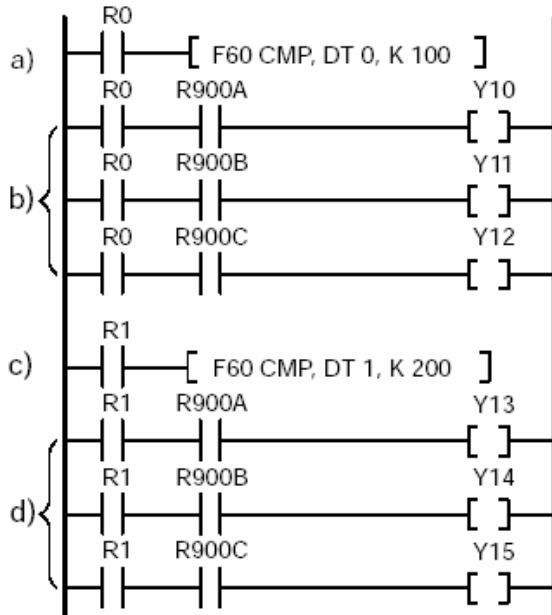 R0
a) F60 CMP, DT 0, K 100
R0 R900A Y10
R0 R900B Y11
b)
R0 R900C Y12
R1
c) F60 CMP, DT 1, K 200
R1 R900A Y13
R1 R900B Y14
d)
R1 R900C Y15